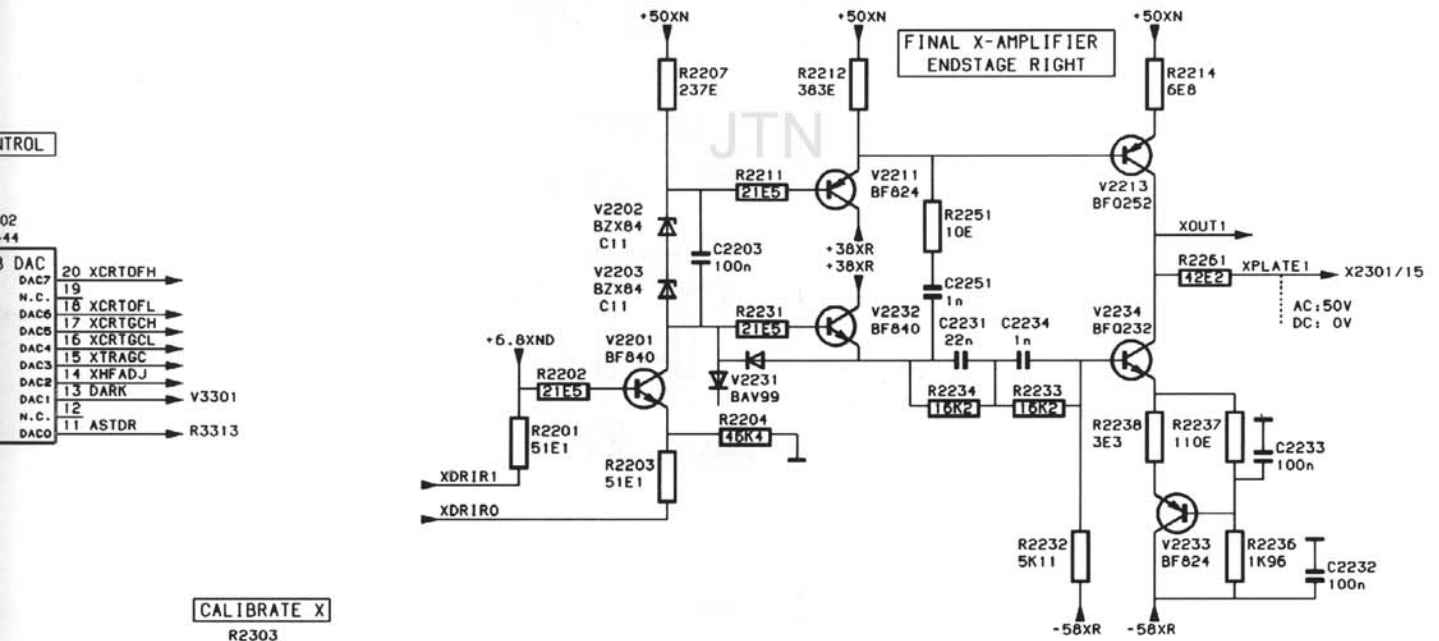 +50XN
+50XN
+50XN
FINAL X-AMPLIFIER
ENDSTAGE RIGHT
R2207
237E
R2212
383E
R2214
6E8
JTN
NTROL
R2211
21E5
V2211
BF824
V2213
BFQ252
V2202
BZX84
C11
R2251
10E
C2203
100n
+38XR
+38XR
XOUT1
V2203
BZX84
C11
C2251
1n
R2261
42E2
XPLATE1
X2301/15
AC:50V
DC: 0V
02
44
B DAC
DAC7 20 XCRTOFH
N.C. 19
DAC6 18 XCRTOFL
DAC5 17 XCRTGCH
DAC4 16 XCRTGCL
DAC3 15 XTRAGC
DAC2 14 XHFADJ
DAC1 13 DARK V3301
N.C. 12
DAC0 11 ASTDR R3313
R2231
21E5
V2232
BF840
C2231
22n
C2234
1n
V2234
BFQ232
+6.8XND
V2201
BF840
R2202
21E5
V2231
BAV99
R2234
16K2
R2233
16K2
R2201
51E1
R2204
46K4
R2238
3E3
R2237
110E
C2233
100n
R2203
51E1
XDRIR1
XDRIR0
R2232
5K11
V2233
BF824
R2236
1K96
C2232
100n
-58XR
-58XR
CALIBRATE X
R2303